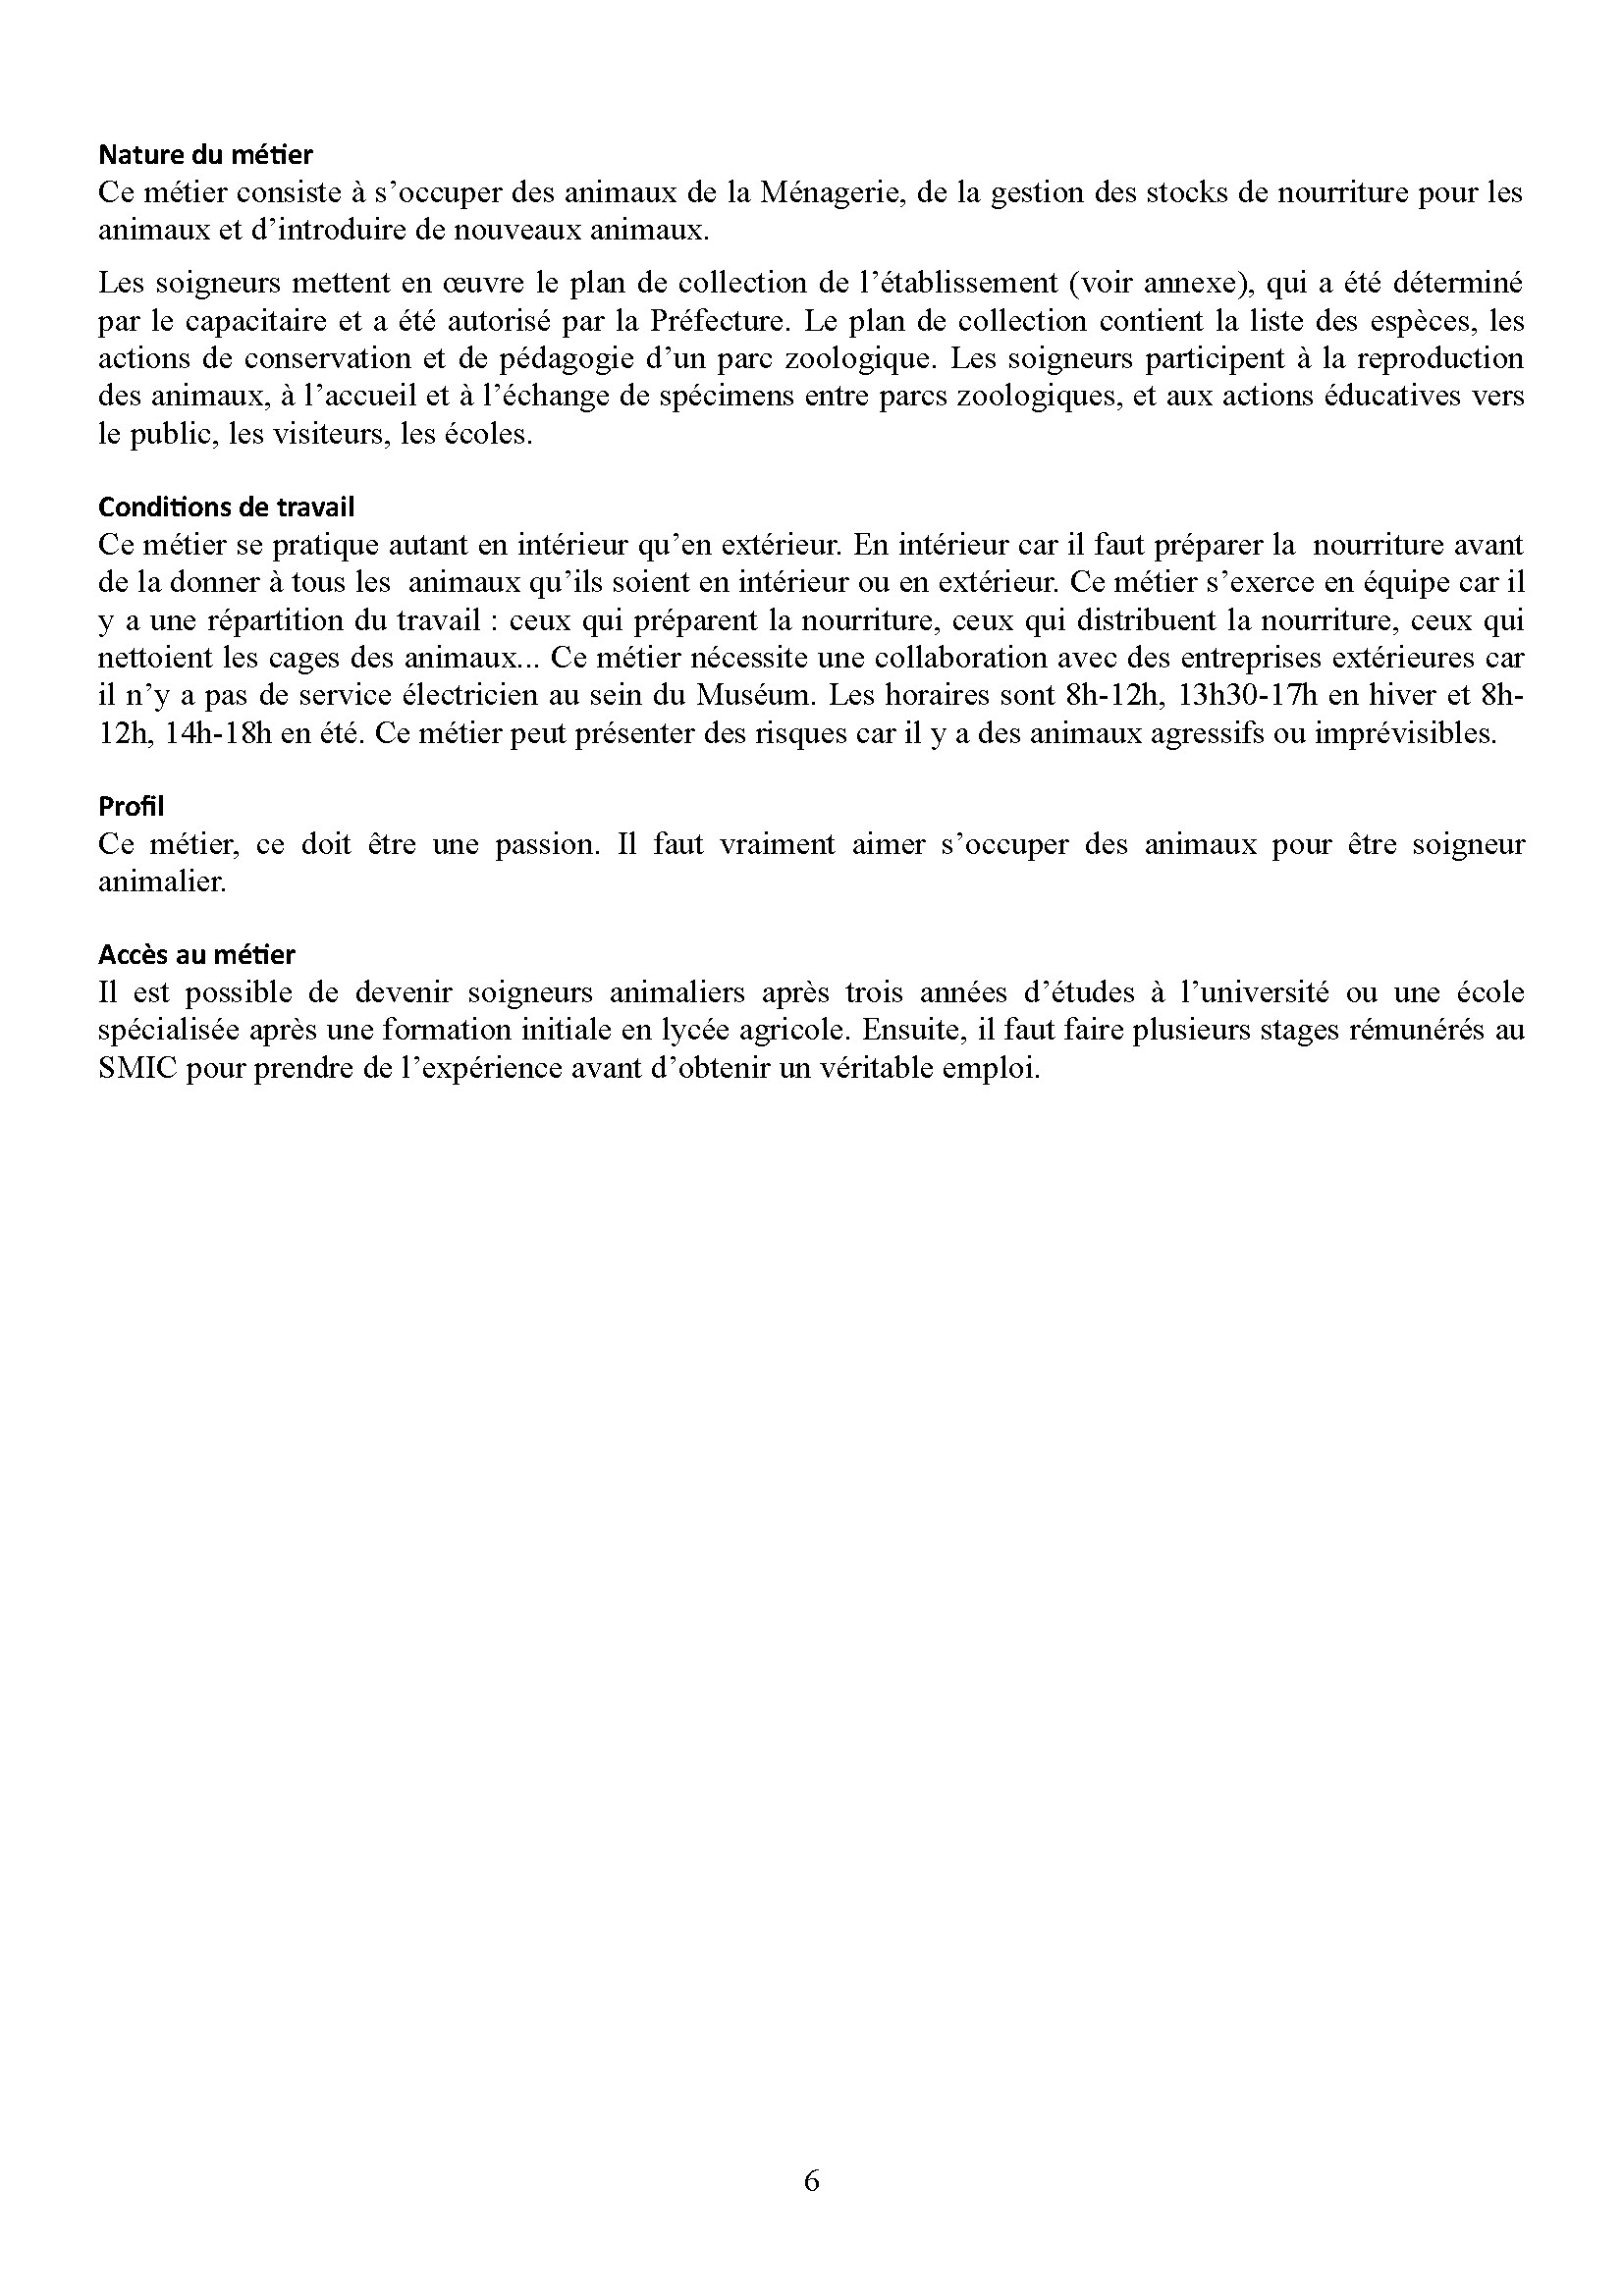 Nature du métier
Ce métier consiste à s’occuper des animaux de la Ménagerie, de la gestion des stocks de nourriture pour les
animaux et d’introduire de nouveaux animaux.
Les soigneurs mettent en œuvre le plan de collection de l’établissement (voir annexe), qui a été déterminé
par le capacitaire et a été autorisé par la Préfecture. Le plan de collection contient la liste des espèces, les
actions de conservation et de pédagogie d’un parc zoologique. Les soigneurs participent à la reproduction
des animaux, à l’accueil et à l’échange de spécimens entre parcs zoologiques, et aux actions éducatives vers
le public, les visiteurs, les écoles.
Conditions de travail
Ce métier se pratique autant en intérieur qu’en extérieur. En intérieur car il faut préparer la  nourriture avant
de la donner à tous les  animaux qu’ils soient en intérieur ou en extérieur. Ce métier s’exerce en équipe car il
y a une répartition du travail : ceux qui préparent la nourriture, ceux qui distribuent la nourriture, ceux qui
nettoient les cages des animaux... Ce métier nécessite une collaboration avec des entreprises extérieures car
il n’y a pas de service électricien au sein du Muséum. Les horaires sont 8h-12h, 13h30-17h en hiver et 8h-
12h, 14h-18h en été. Ce métier peut présenter des risques car il y a des animaux agressifs ou imprévisibles.
Profil
Ce métier, ce doit être une passion. Il faut vraiment aimer s’occuper des animaux pour être soigneur
animalier.
Accès au métier
Il est possible de devenir soigneurs animaliers après trois années d’études à l’université ou une école
spécialisée après une formation initiale en lycée agricole. Ensuite, il faut faire plusieurs stages rémunérés au
SMIC pour prendre de l’expérience avant d’obtenir un véritable emploi.
6